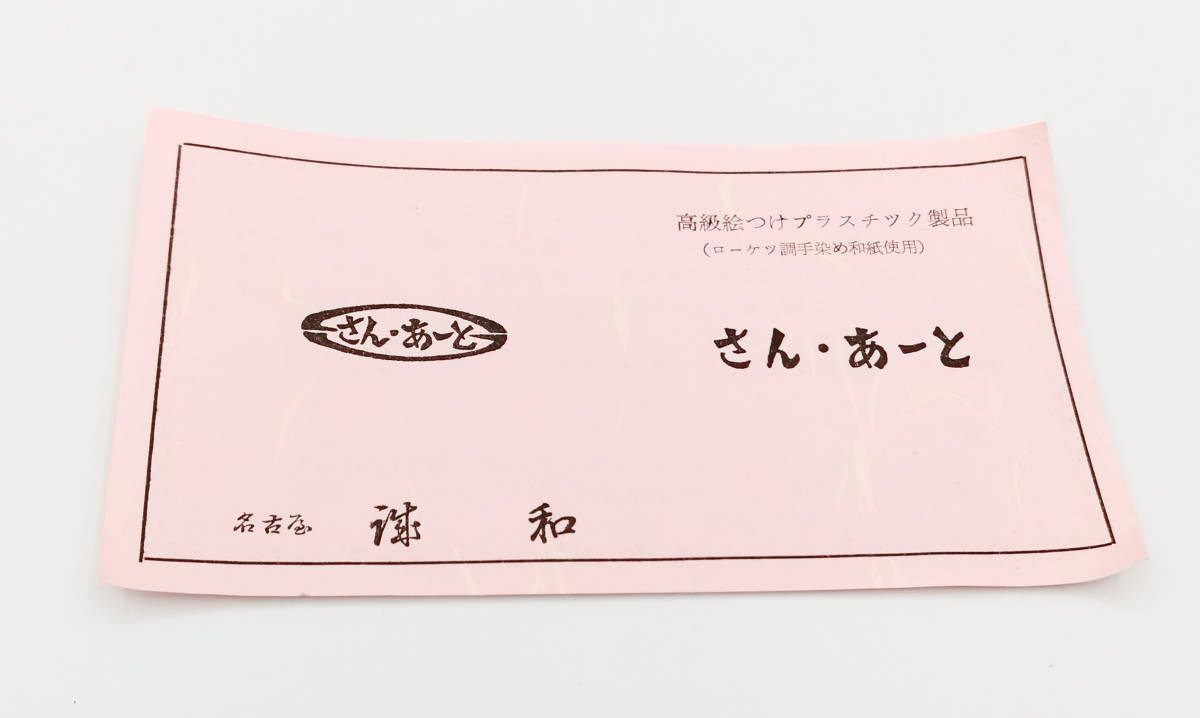 高級絵つけプラスチツク製品
(ローケツ調手染め和紙使用)
さん・あーと
さん・あーと
名古屋 誠和